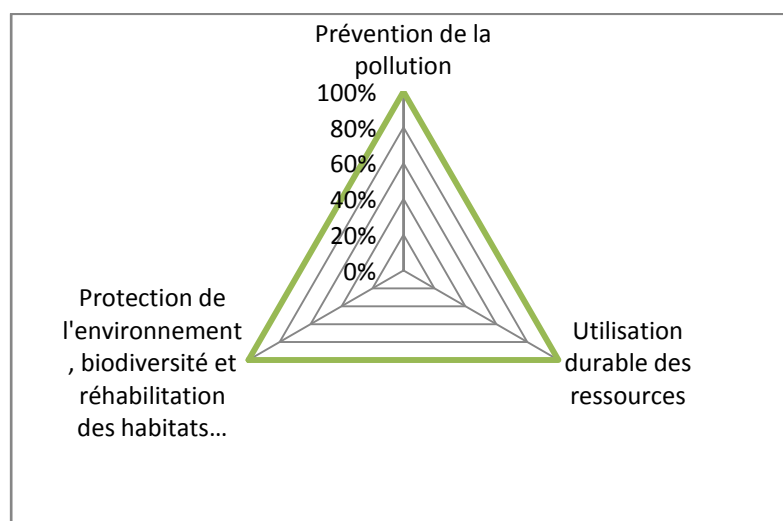 Prévention de la
pollution
100%
80%
60%
40%
20%
0%
Protection de
l'environnement
, biodiversité et
réhabilitation
des habitats...
Utilisation
durable des
ressources